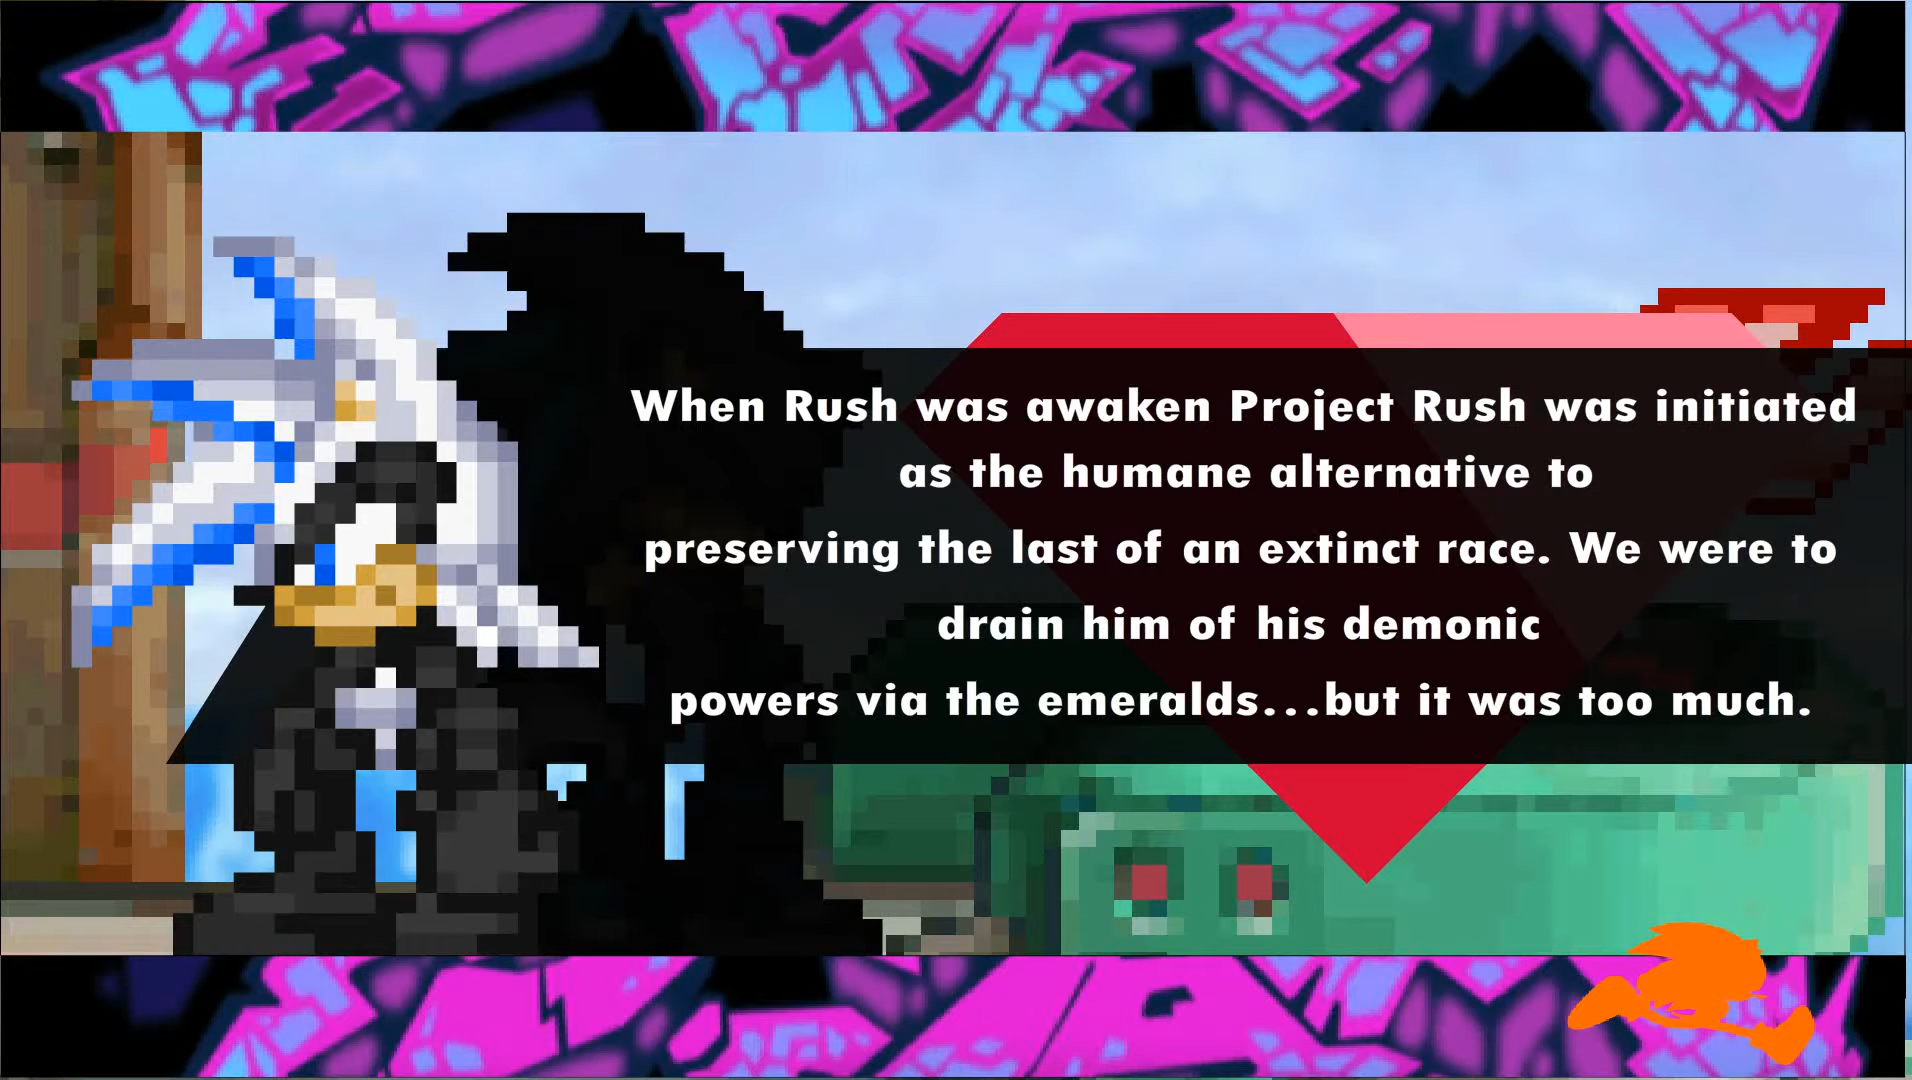 When Rush was awaken Project Rush was initiated
as the humane alternative to
preserving the last of an extinct race. We were to
drain him of his demonic
powers via the emeralds...but it was too much.